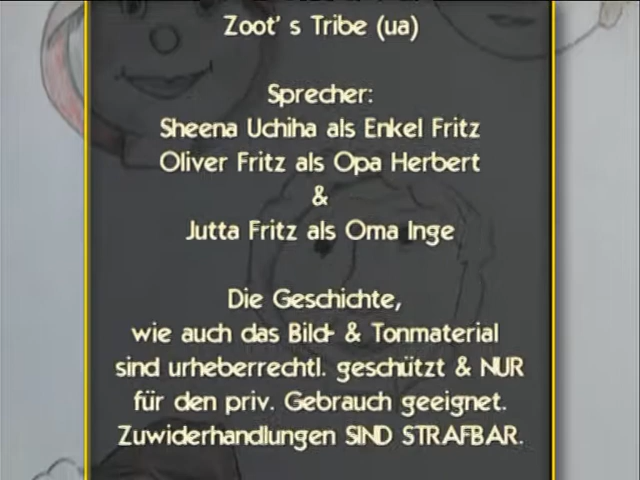 Zoot' s Tribe (ua)
Sprecher:
Sheena Uchiha als Enkel Fritz
Oliver Fritz als Opa Herbert
&
Jutta Fritz als Oma Inge
Die Geschichte,
wie auch das Bild- & Tonmaterial
sind urheberrechtl. geschützt & NUR
für den priv. Gebrauch geeignet.
Zuwiderhandlungen SIND STRAFBAR.